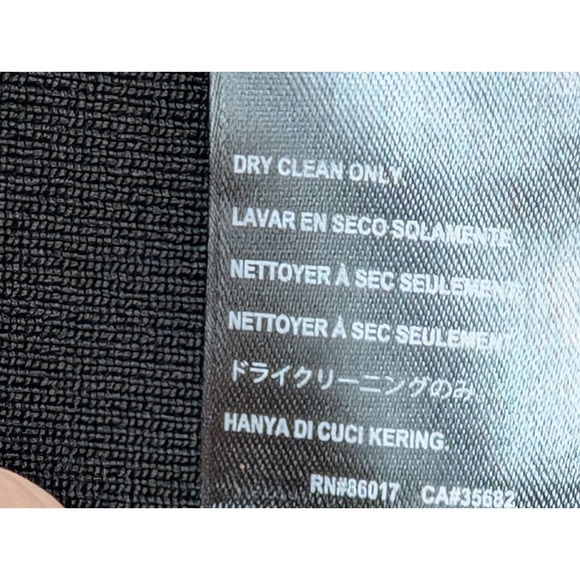 DRY CLEAN ONLY
LAVAR EN SECO SOLAMENTE
NETTOYER À SEC SEULEMENT
NETTOYER À SEC SEULEMENT
ドライクリーニングのみ
HANYA DI CUCI KERING
RN#86017 CA#35682